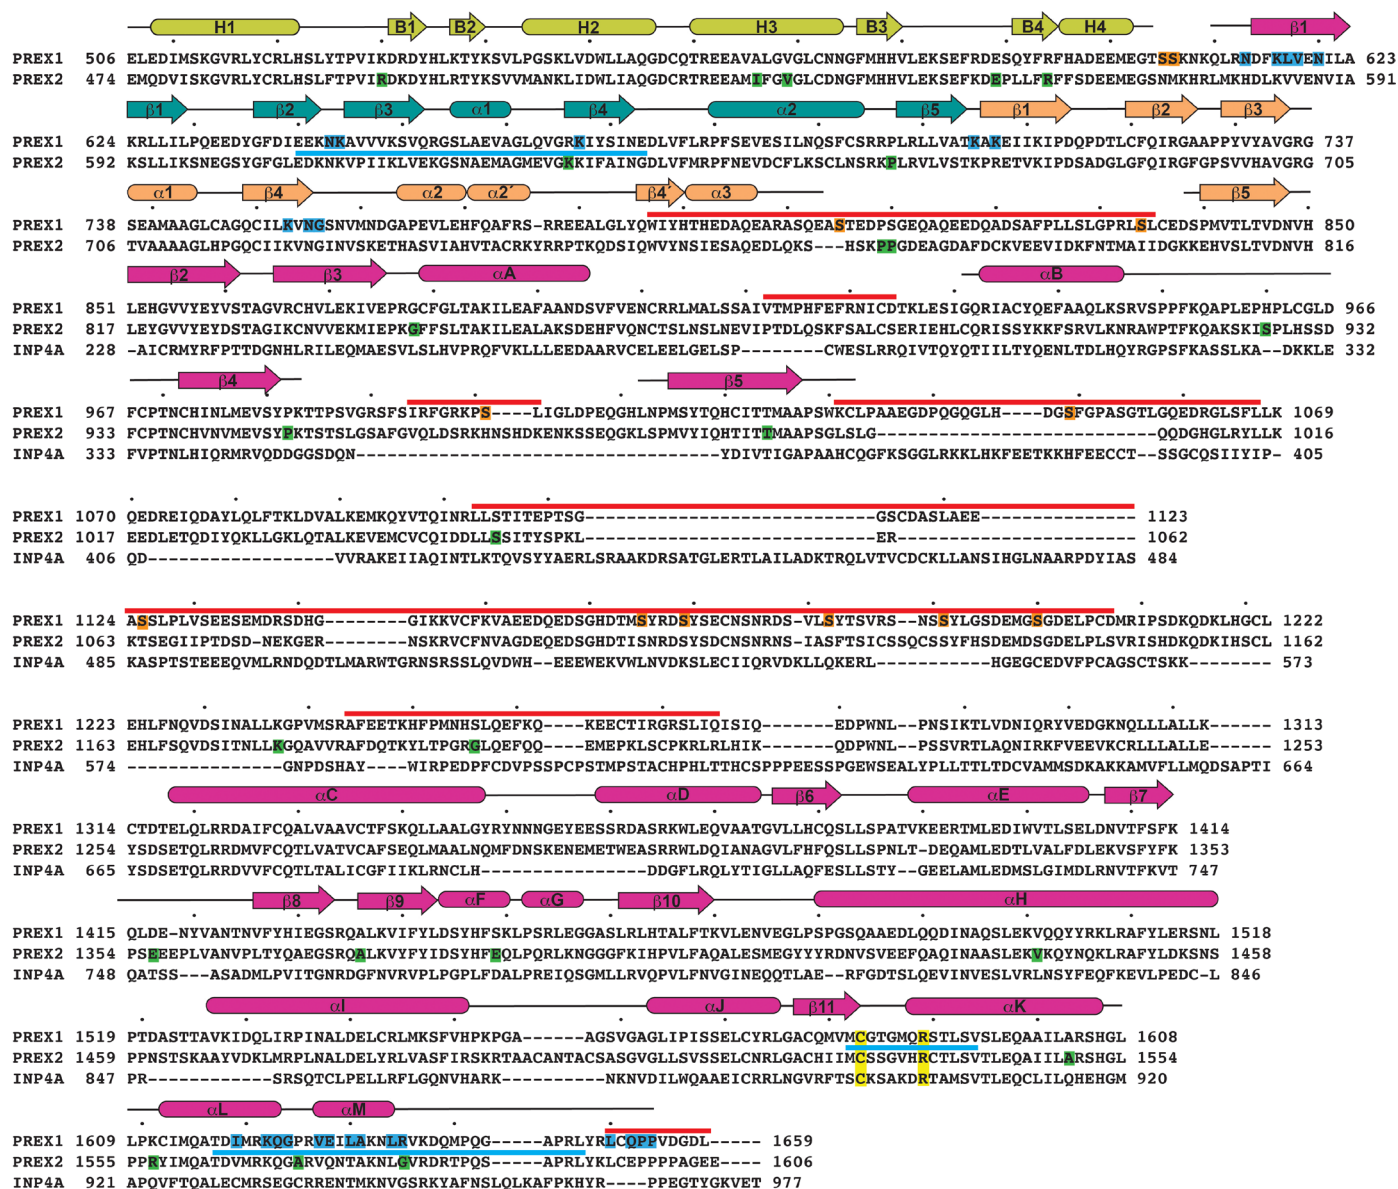 H1 B1 B2 H2 H3 B3 B4 H4 β1
PREX1 506 ELEDIMSKGVRLYCRLHSLYTPVIKDRDYHLKTYKSVLPGSKLVDWLLAQGDCQTREEAVALGVGLCNNGFMHHVLEKSEFRDESQYFRFHADEEMEGTSSKNKQLRNDFKLVENILA 623
PREX2 474 EMQDVISKGVRLYCRLHSLFTPVIRDKDYHLRTYKSVVMANKLIDWLLAQGDCRTREEAMIFGVGLCDNGFMHHVLEKSEFKDEPLLFRFFSDEEMEGSNMKHRLMKHDLKVVENVIA 591
β1 β2 β3 α1 β4 α2 β5 β1 β2 β3
PREX1 624 KRLLILPQEEDYGFDIEEKNKAVVVKSVQRGSLAEVAGLQVGRKIYSINEDLVFLRPFSEVESILNQSFCSRRPLRLLVATKAKEIIKIPDQPDTLCFQIRGAAPPYVYAVGRG 737
PREX2 592 KSLLIKSNEGSYGFGLEDKNKVPIIKLVEKGSNAEMAGMEVGKKIFAINGDLVFMRPFNEVDCFLKSCLNSRKPLRVLVSTKPRETVKIPDSADGLGFQIRGFGPSVVHAVGRG 705
α1 β4 α2 α2´ β4´ α3 β5
PREX1 738 SEAMAAGLCAGQCILKVNGSNVMNDGAPEVLEHFQAFRS-RREEALGLYQWIYHTHEDAQEARASQEASTEDPSGEQAQEEDQADSAFPLLSLGPRLSLCEDSPMVTLTVDNVH 850
PREX2 706 TVAAAAGLHPGQCIIKVNGINVSKETHASVIAHVTACRKYRRPTKQDSIQWVYNSIESAQEDLQKS---HSKPPGDEAGDAFDCKVEEVIDKFNTMAIIDGKKEHVSLTVDNVH 816
β2 β3 αA αB
PREX1 851 LEHGVVYEYVSTAGVRCHVLEKIVEPRGCFGLTAKILEAFAANDSVFVENCRRLMALSSAIVTMPHFEFRNICDTKLESIGQRIACYQEFAAQLKSRVSPPFKQAPLEPHPLCGLD 966
PREX2 817 LEYGVVYEYDSTAGIKCNVVEKMIEPKGFFSLTAKILEALAKSDEHFVQNCTSLNSLNEVIPTDLQSKFSALCSERIEHLCQRISSYKKFSRVLKNRAWPTFKQAKSKISPLHSSD 932
INP4A 228 -AICRMYRFPTTDGNHLRILEQMAESVLSLHVPRQFVKLLLEEDAARVCELEELGELSP-------CWESLRRQIVTQYQTIILTYQENLTDLHQYRGPSFKASSLKA--DKKLE 332
β4 β5
PREX1 967 FCPTNCHINLMEVSYPKTTPSVGRSFSIRFGRKPS----LIGLDPEQGHLNPMSYTQHCITTMAAPSWKCLPAAEGDPQGQGLH----DGSFGPASGTLGQEDRGLSFLLK 1069
PREX2 933 FCPTNCHVNVMEVSYPKTSTSLGSAFGVQLDSRKHNSHDKENKSSEQGKLSPMVYIQHTITTMAAPSGLSLG----------------------QQDGHGLRYLLK 1016
INP4A 333 FVPTNLHIQRMRVQDDGGSDQN----------------------------YDIVTIGAPAAHCQGFKSGGLRKKLHKFEETKKHFEECCT--SSGCQSIIYIP- 405
PREX1 1070 QEDREIQDAYLQLFTKLDVALKEMKQYVTQINRLLSTITEPTSG----------------------------GSCDASLAEE--------------- 1123
PREX2 1017 EEDLETQDIYQKLLGKLQTALKEVEMCVCQIDDLLSSITYSPKL----------------------------ER----------------------- 1062
INP4A 406 QD-------------------VVRAKEIIAQINTLKTQVSYYAERLSRAAKDRSATGLERTLAILADKTRQLVTVCDCKLLANSIHGLNAARPDYIAS 484
PREX1 1124 ASSLPLVSEESEMDRSDHG--------GIKKVCFKVAEEDQEDSGHDTMSYRDSYSECNSNRDS-VLSYTSVRS--NSSYLGSDEMGSGDELPCDMRIPSDKQDKLHGCL 1222
PREX2 1063 KTSEGIIPTDSD-NEKGER--------NSKRVCFNVAGDEQEDSGHDTISNRDSYSDCNSNRNS-IASFTSICSSQCSSYFHSDEMDSGDELPLSVRISHDKQDKIHSCL 1162
INP4A 485 KASPTSTEEEQVMLRNDQDTLMARWTGRNSRSSLQVDWH--EEEWEKVWLNVDKSLECIIQRVDKLLQKERL-----------HGEGCEDVFPCAGSCTSKK-------- 573
PREX1 1223 EHLFNQVDSINALLKGPVMSRAFEETKHFPMNHSLQEFKQ----KEECTIRGRSLIQISIQ-------EDPWNL--PNSIKTLVDNIQRYVEDGKNQLLLALLK------ 1313
PREX2 1163 EHLFSQVDSITNLLKGQAVVRAFDQTKYLTPGRGLQEFQQ----EMEPKLSCPKRLRLHIK-------QDPWNL--PSSVRTLAQNIRKFVEEVKCRLLLALLE------ 1253
INP4A 574 ---------------GNPDSHAY----WIRPEDPFCDVPSSPCPSTMPSTACHPHLTTHCSPPPEESSPGEWSEALYPLLTTLTDCVAMMSDKAKKAMVFLLMQDSAPTI 664
αC αD β6 αE β7
PREX1 1314 CTDTELQLRRDAIFCQALVAAVCTFSKQLLAALGYRYNNNGEYEESSRDASRKWLEQVAATGVLLHCQSLLSPATVKEERTMLEDIWVTLSELDNVTFSFK 1414
PREX2 1254 YSDSETQLRRDMVFCQTLVATVCAFSEQLMAALNQMFDNSKENEMETWEASRRWLDQIANAGVLFHFQSLLSPNLT-DEQAMLEDTLVALFDLEKVSFYFK 1353
INP4A 665 YSDSETQLRRDVVFCQTLTALICGFIIKLRNCLH----------------DDGFLRQLYTIGLLAQFESLLSTY--GEELAMLEDMSLGIMDLRNVTFKVT 747
β8 β9 αF αG β10 αH
PREX1 1415 QLDE-NYVANTNVFYHIEGSRQALKVIFYLDSYHFSKLPSRLEGGASLRLHTALFTKVLENVEGLPSPGSQAAEDLQQDINAQSLEKVQQYYRKLRAFYLERSNL 1518
PREX2 1354 PSEEEPLVANVPLTYQAEGSRQALKVYFYIDSYHFEQLPQRLKNGGGFKIHPVLFAQALESMEGYYYRDNVSVEEFQAQINAASLEKVKQYNQKLRAFYLDKSNS 1458
INP4A 748 QATSS---ASADMLPVITGNRDGFNVRVPLPGPLFDALPREIQSGMLLRVQPVLFNVGINEQQTLAE--RFGDTSLQEVINVESLVRLNSYFEQFKEVLPEDC-L 846
αI αJ β11 αK
PREX1 1519 PTDASTTAVKIDQLIRPINALDELCRLMKSFVHPKPGA------AGSVGAGLIPISSELCYRLGACQMVMCGTGMQRSTLSVSLEQAAILARSHGL 1608
PREX2 1459 PPNSTSKAAYVDKLMRPLNALDELYRLVASFIRSKRTAACANTACSASGVGLLSVSSELCNRLGACHIIMCSSGVHRCTLSVTLEQAIILARSHGL 1554
INP4A 847 PR------------SRSQTCLPELLRFLGQNVHARK--------NKNVDILWQAAEICRRLNGVRFTSCKSAKDRTAMSVTLEQCLILQHEHGM 920
αL αM
PREX1 1609 LPKCIMQATDIMRKQGPRVEILAKNLRVKDQMPQG-----APRLYRLCQPPVDGDL----- 1659
PREX2 1555 PPRYIMQATDVMRKQGARVQNTAKNLGVRDRTPQS-----APRLYKLCEPPPPAGEE---- 1606
INP4A 921 APQVFTQALECMRSEGCRRENTMKNVGSRKYAFNSLQLKAFPKHYR----PPEGTYGKVET 977